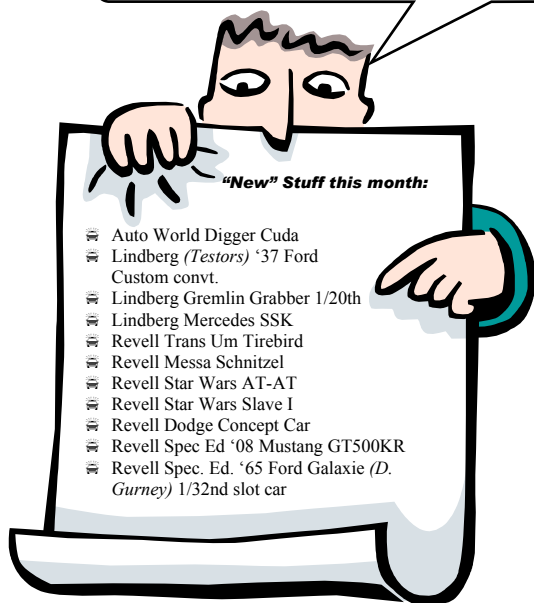 “New” Stuff this month:
Auto World Digger Cuda
Lindberg (Testors) ‘37 Ford
Custom convt.
Lindberg Gremlin Grabber 1/20th
Lindberg Mercedes SSK
Revell Trans Um Tirebird
Revell Messa Schnitzel
Revell Star Wars AT-AT
Revell Star Wars Slave I
Revell Dodge Concept Car
Revell Spec Ed ‘08 Mustang GT500KR
Revell Spec. Ed. ‘65 Ford Galaxie (D.
Gurney) 1/32nd slot car